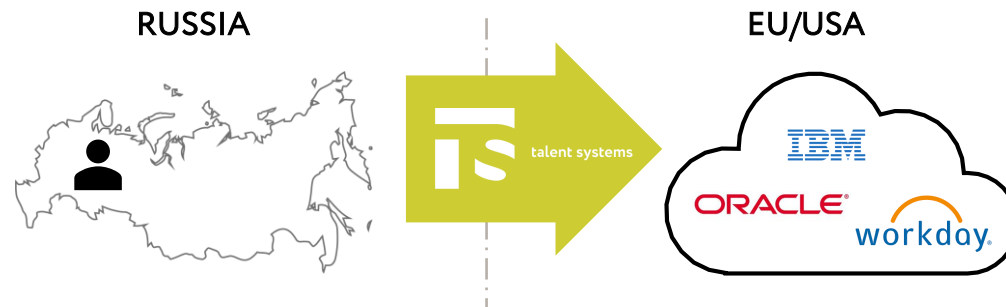 RUSSIA
EU/USA
Ts talent systems
IBM
ORACLE®
workday®